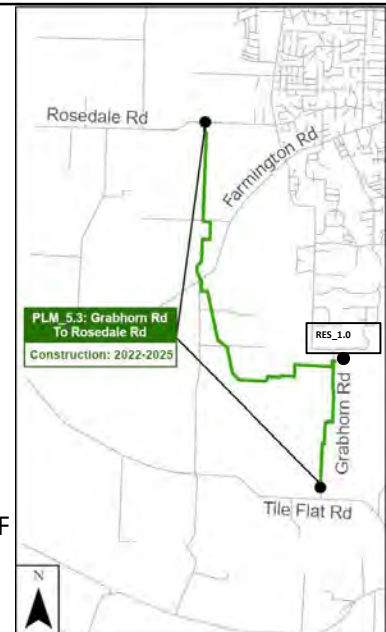 Rosedale Rd
Farmington Rd
PLM_5.3: Grabhorn Rd
To Rosedale Rd
Construction: 2022-2025
RES_1.0
Grabhorn Rd
Tile Flat Rd
F
N